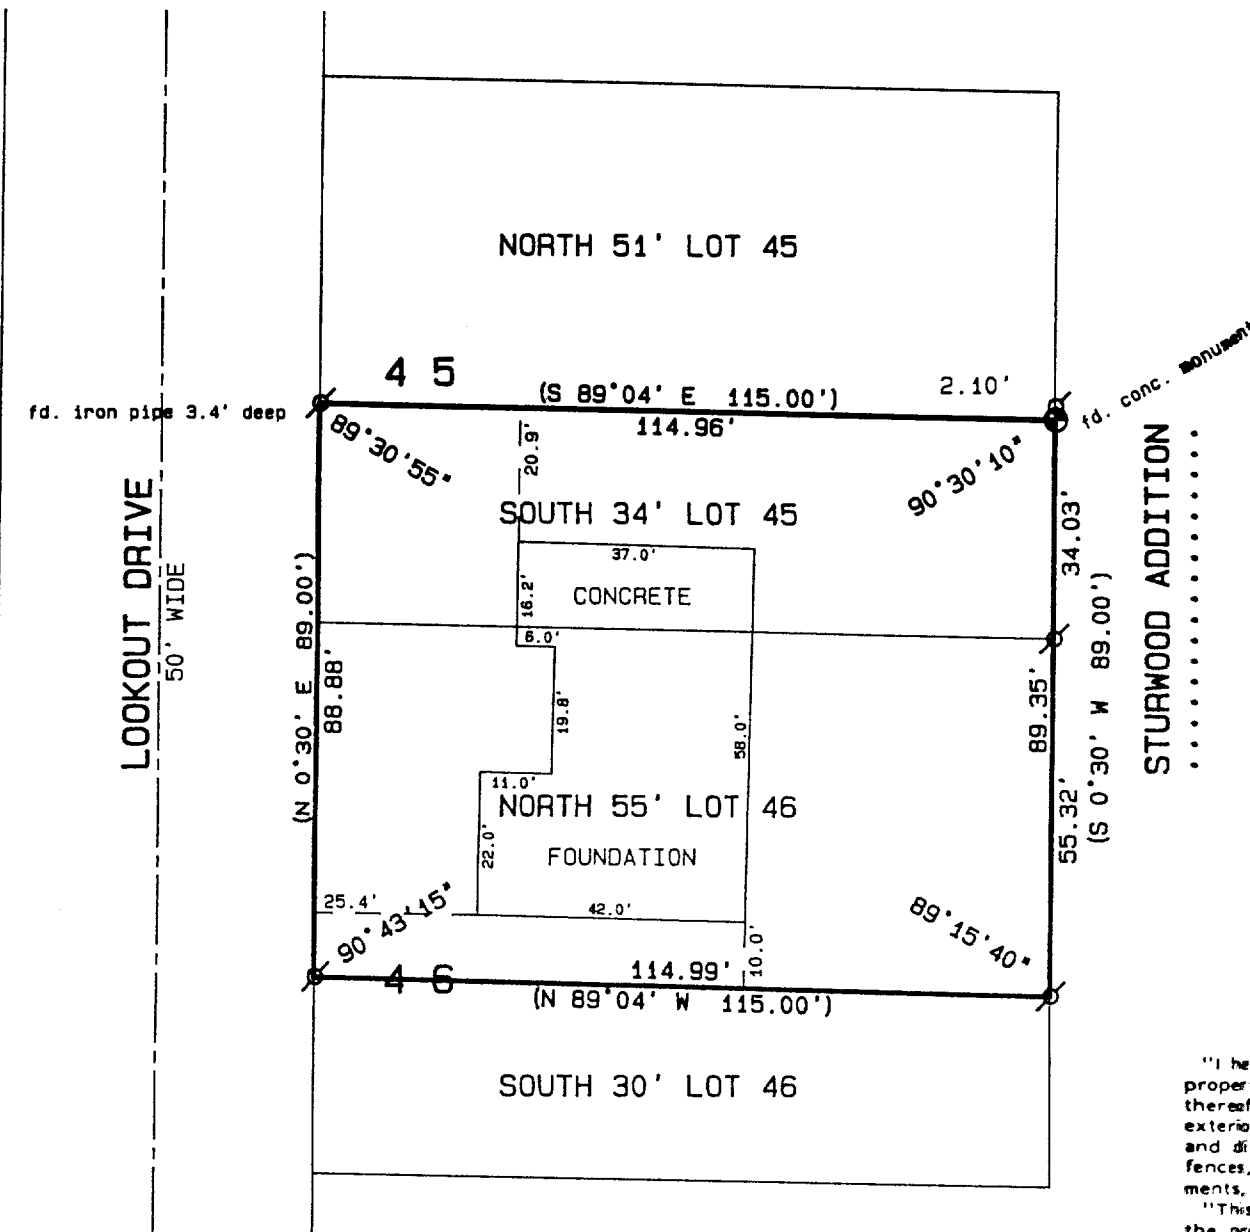 NORTH 51' LOT 45
4 5
(S 89°04' E 115.00')
2.10'
fd. conc. monument
fd. iron pipe 3.4' deep
114.96'
89°30'55"
20.9'
90°30'10"
SOUTH 34' LOT 45
34.03'
STURWOOD ADDITION
LOOKOUT DRIVE
50' WIDE
(N 0°30' E 89.00')
88.88'
37.0'
CONCRETE
16.2'
6.0'
19.8'
58.0'
89.35'
(S 0°30' W 89.00')
11.0'
NORTH 55' LOT 46
22.0'
FOUNDATION
55.32'
25.4'
42.0'
90°43'15"
89°15'40"
10.0'
4 6
114.99'
(N 89°04' W 115.00')
SOUTH 30' LOT 46
"I he
proper
thereof
exterio
and di
fences,
ments,
"This
the pr